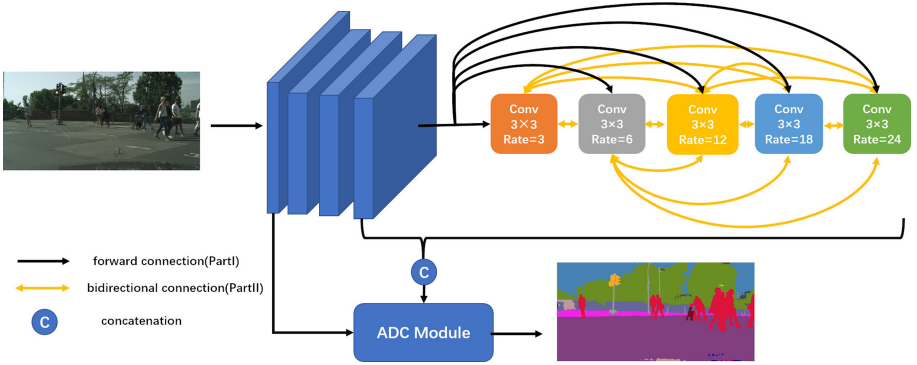 Conv
3×3
Rate=3
Conv
3×3
Rate=6
Conv
3×3
Rate=12
Conv
3×3
Rate=18
Conv
3×3
Rate=24
forward connection(PartI)
bidirectional connection(PartII)
C
concatenation
C
ADC Module